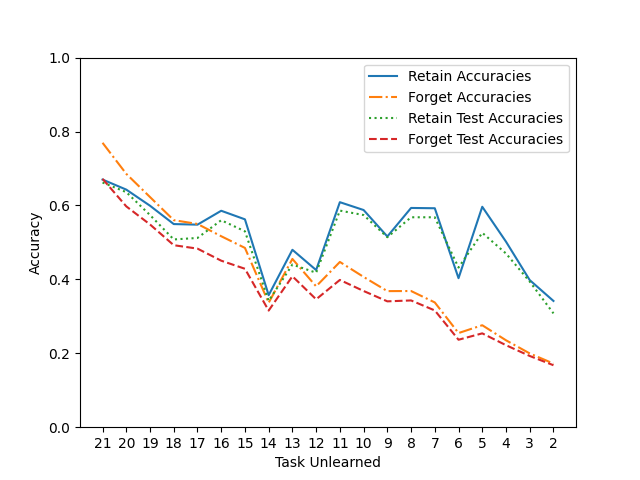 Retain Accuracies
Forget Accuracies
Retain Test Accuracies
Forget Test Accuracies
1.0
0.8
0.6
0.4
0.2
0.0
Accuracy
21 20 19 18 17 16 15 14 13 12 11 10 9 8 7 6 5 4 3 2
Task Unlearned